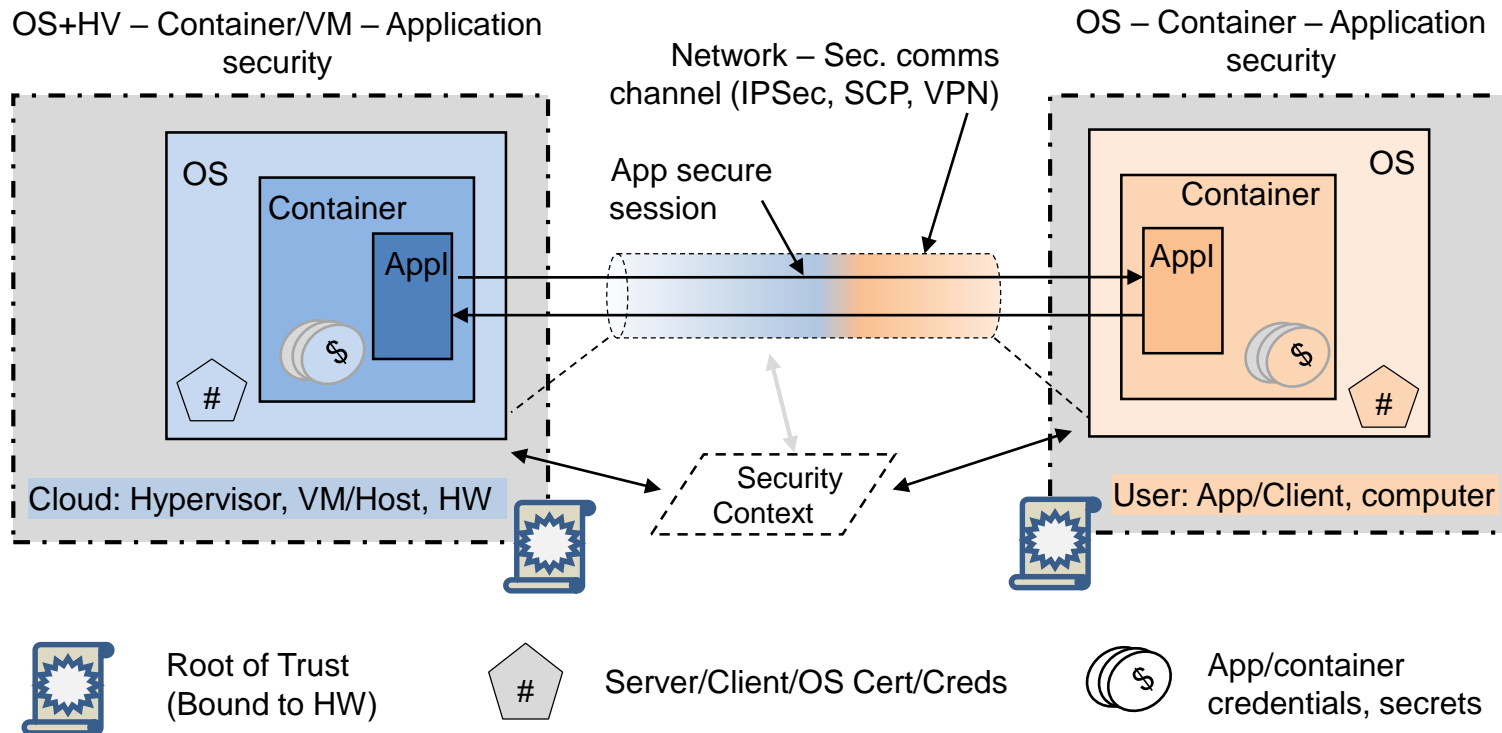 OS+HV – Container/VM – Application
security
Network – Sec. comms
channel (IPSec, SCP, VPN)
OS – Container – Application
security
App secure
session
OS
Container
Appl
$
#
Cloud: Hypervisor, VM/Host, HW
OS
Container
Appl
$
#
User: App/Client, computer
Security
Context
Root of Trust
(Bound to HW)
#
Server/Client/OS Cert/Creds
$
App/container
credentials, secrets